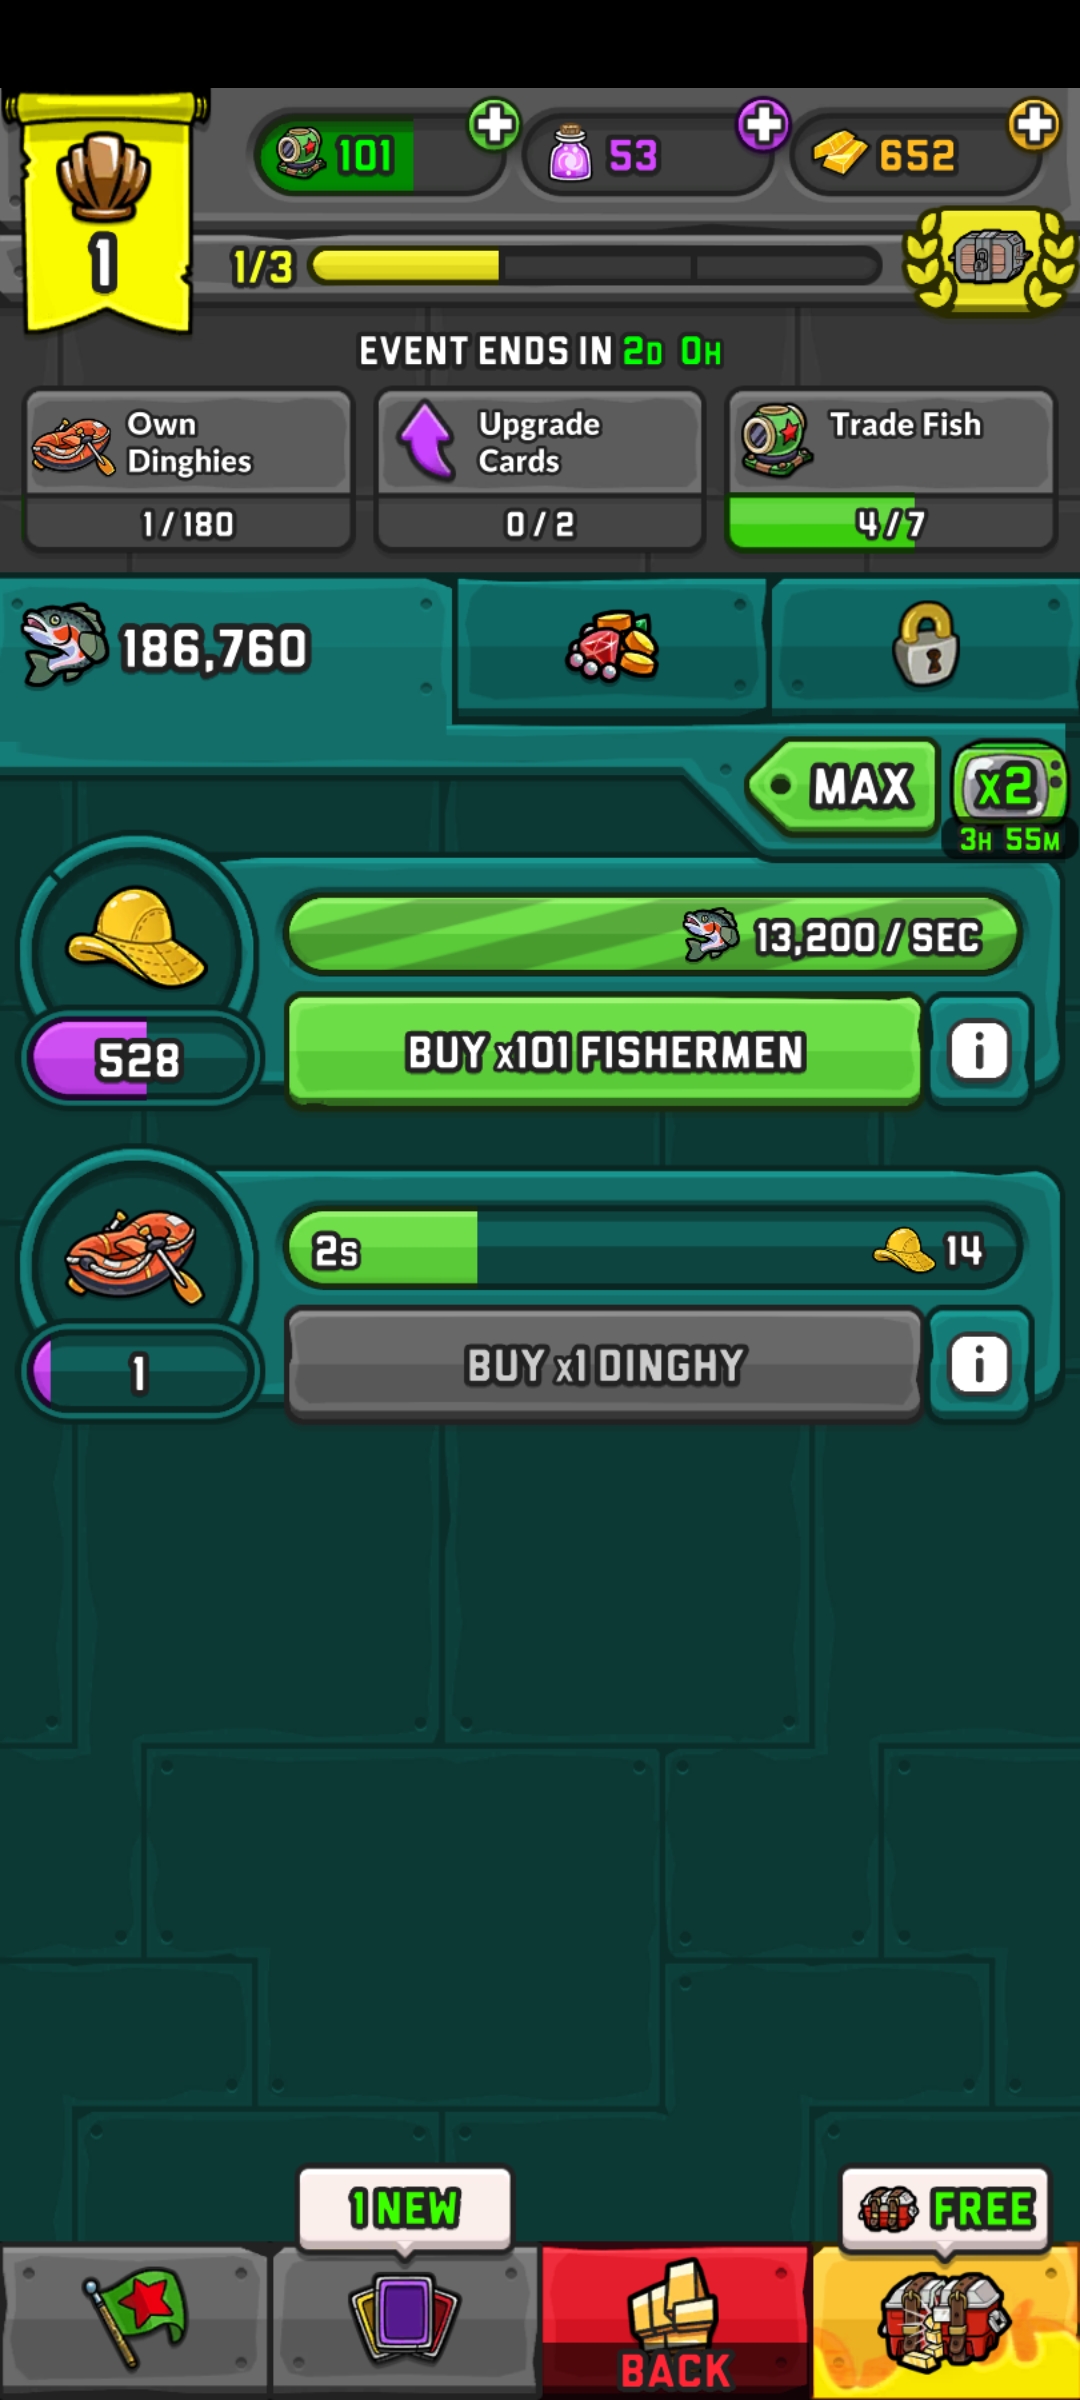 101
53
652
1
1/3
EVENT ENDS IN 2D 0H
Own
Dinghies
1 / 180
Upgrade
Cards
0 / 2
Trade Fish
4 / 7
186,760
MAX
x2
3H 55M
13,200 / SEC
528
BUY x101 FISHERMEN
i
2s
14
1
BUY x1 DINGHY
i
1 NEW
FREE
BACK